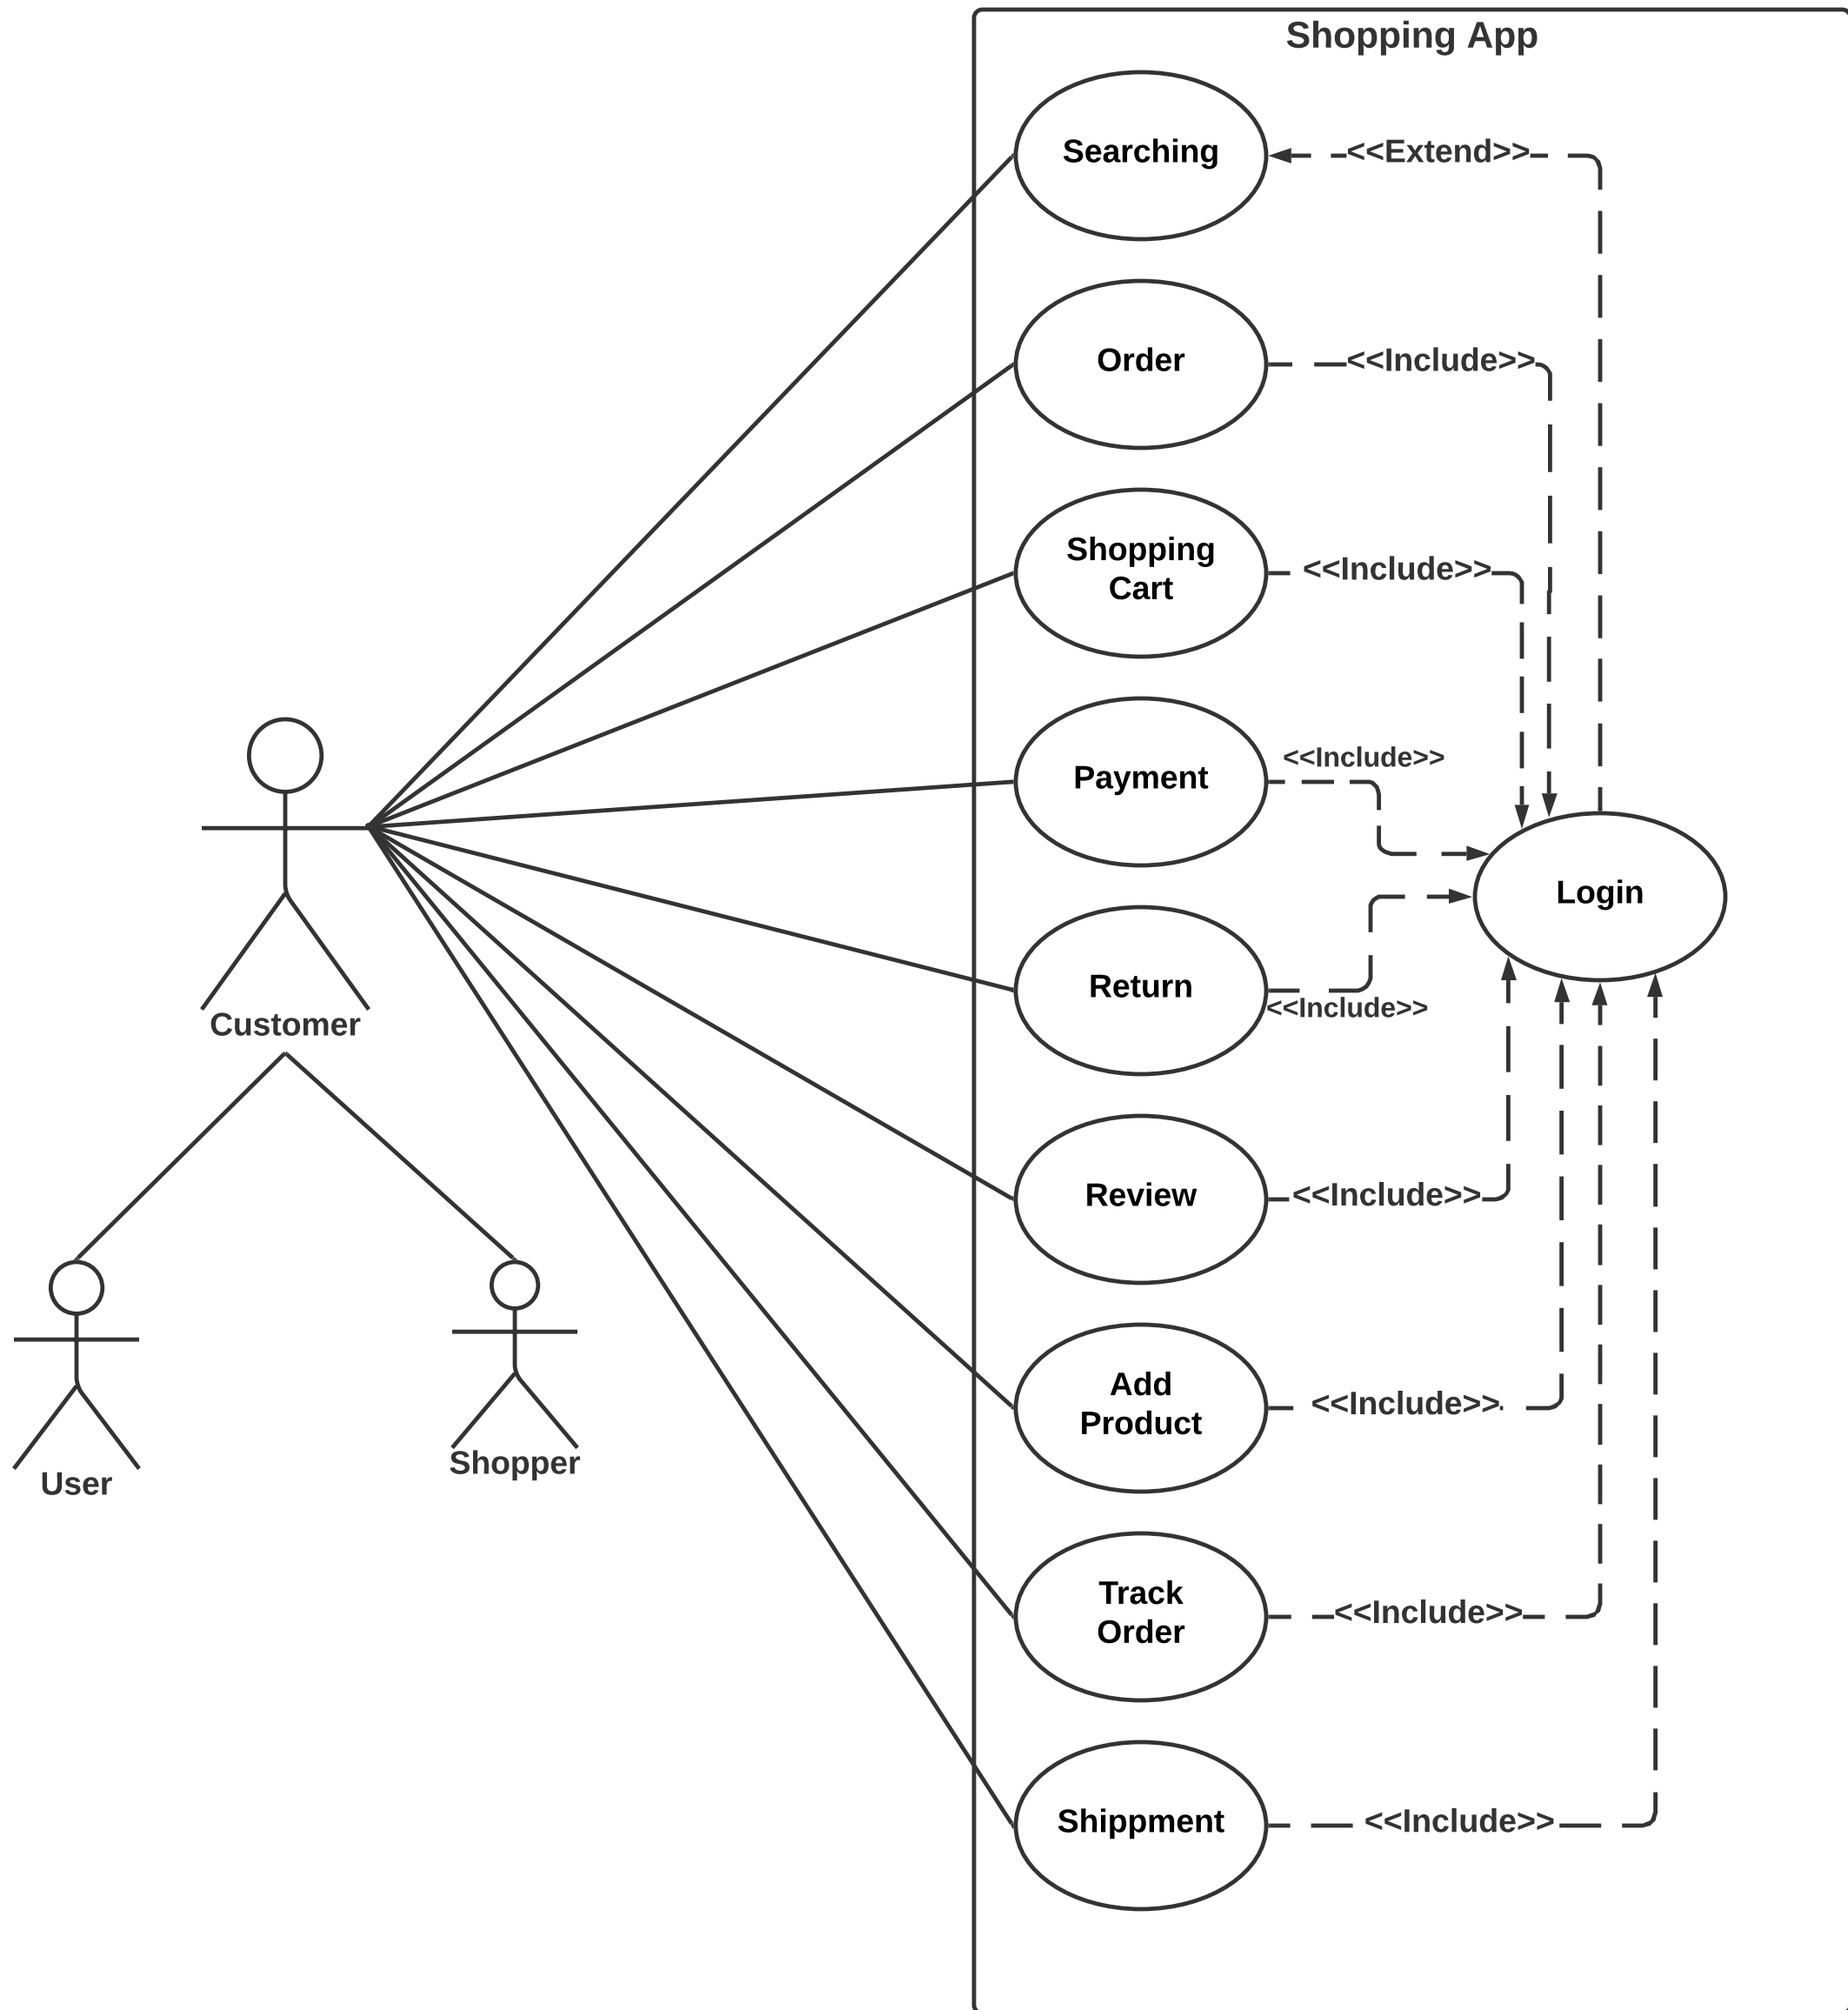 Shopping App
Searching
<<Extend>>
Order
<<Include>>
Shopping
Cart
<<Include>>
Payment
<<Include>>
Login
Return
<<Include>>
Customer
Review
<<Include>>
Add
Product
<<Include>>
User
Shopper
Track
Order
<<Include>>
Shippment
<<Include>>